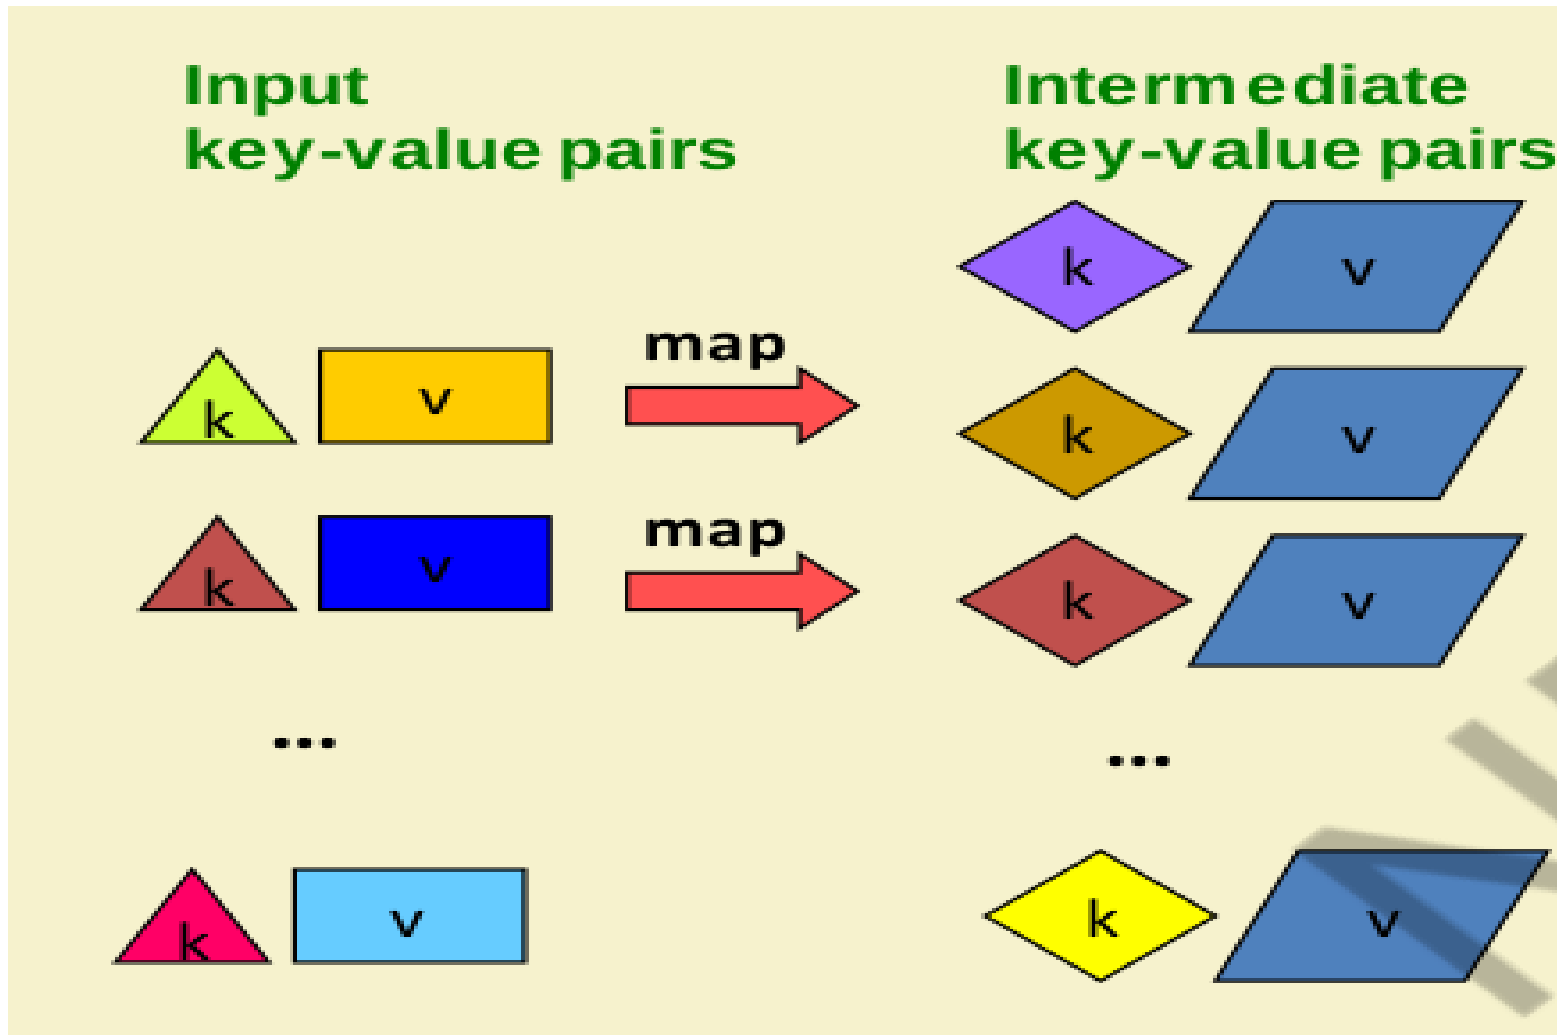 Input
key-value pairs
Intermediate
key-value pairs
k v
k v
map
k v
k v
map
k v
...
...
k v
k v